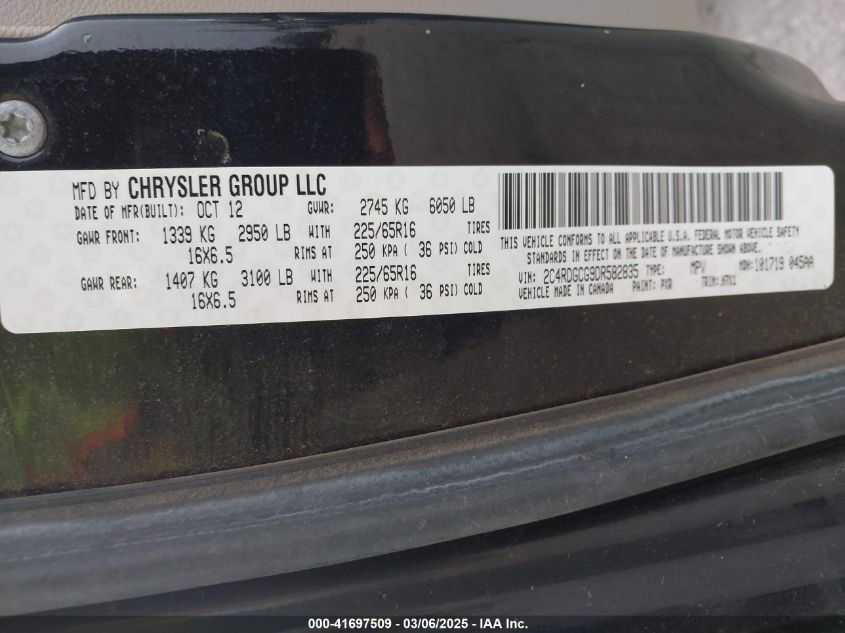 MFD BY CHRYSLER GROUP LLC
DATE OF MFR(BUILT): OCT 12 GVWR: 2745 KG 6050 LB
GAWR FRONT: 1339 KG 2950 LB WITH 225/65R16 TIRES
16X6.5 RIMS AT 250 KPA ( 36 PSI) COLD
GAWR REAR: 1407 KG 3100 LB WITH 225/65R16 TIRES
16X6.5 RIMS AT 250 KPA ( 36 PSI) COLD
THIS VEHICLE CONFORMS TO ALL APPLICABLE U.S.A. FEDERAL MOTOR VEHICLE SAFETY
STANDARDS IN EFFECT ON THE DATE OF MANUFACTURE SHOWN ABOVE.
VIN: 2C4RDGCG9DR582835 TYPE: MPV MDH: 101719 045AA
VEHICLE MADE IN CANADA PAINT: PXR TRIM:
000-41697509 — 03/06/2025 — IAA Inc.